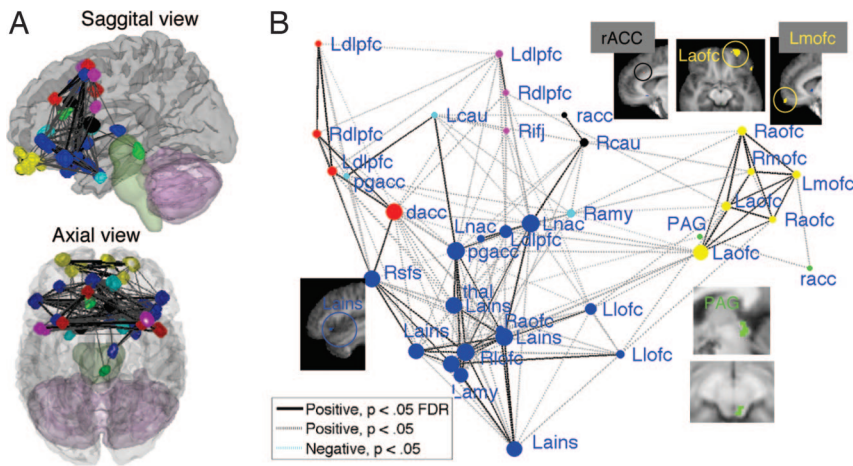 A
Saggital view
Axial view
B
Ldlpfc
Ldlpfc
Rdlpfc
Lcau
racc
Rdlpfc
Rifj
Rcau
Ldlpfc
pgacc
dacc
Lnac
Lnac
Ramy
Ldlpfc
pgacc
Rsfs
thal
Lains
Lains
Raofc
Lains
Lains
Rlofc
Lamy
Llofc
Llofc
Lains
rACC
Laofc
Lmofc
Raofc
Rmofc
Lmofc
Laofc
Raofc
PAG
Laofc
racc
PAG
Positive, p < .05 FDR
Positive, p < .05
Negative, p < .05